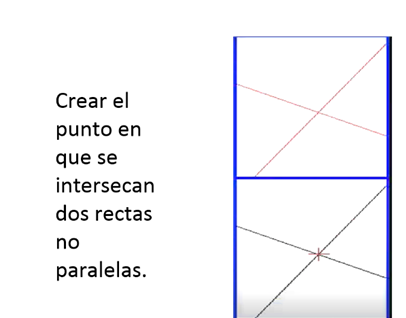 Crear el
punto en
que se
intersecan
dos rectas
no
paralelas.